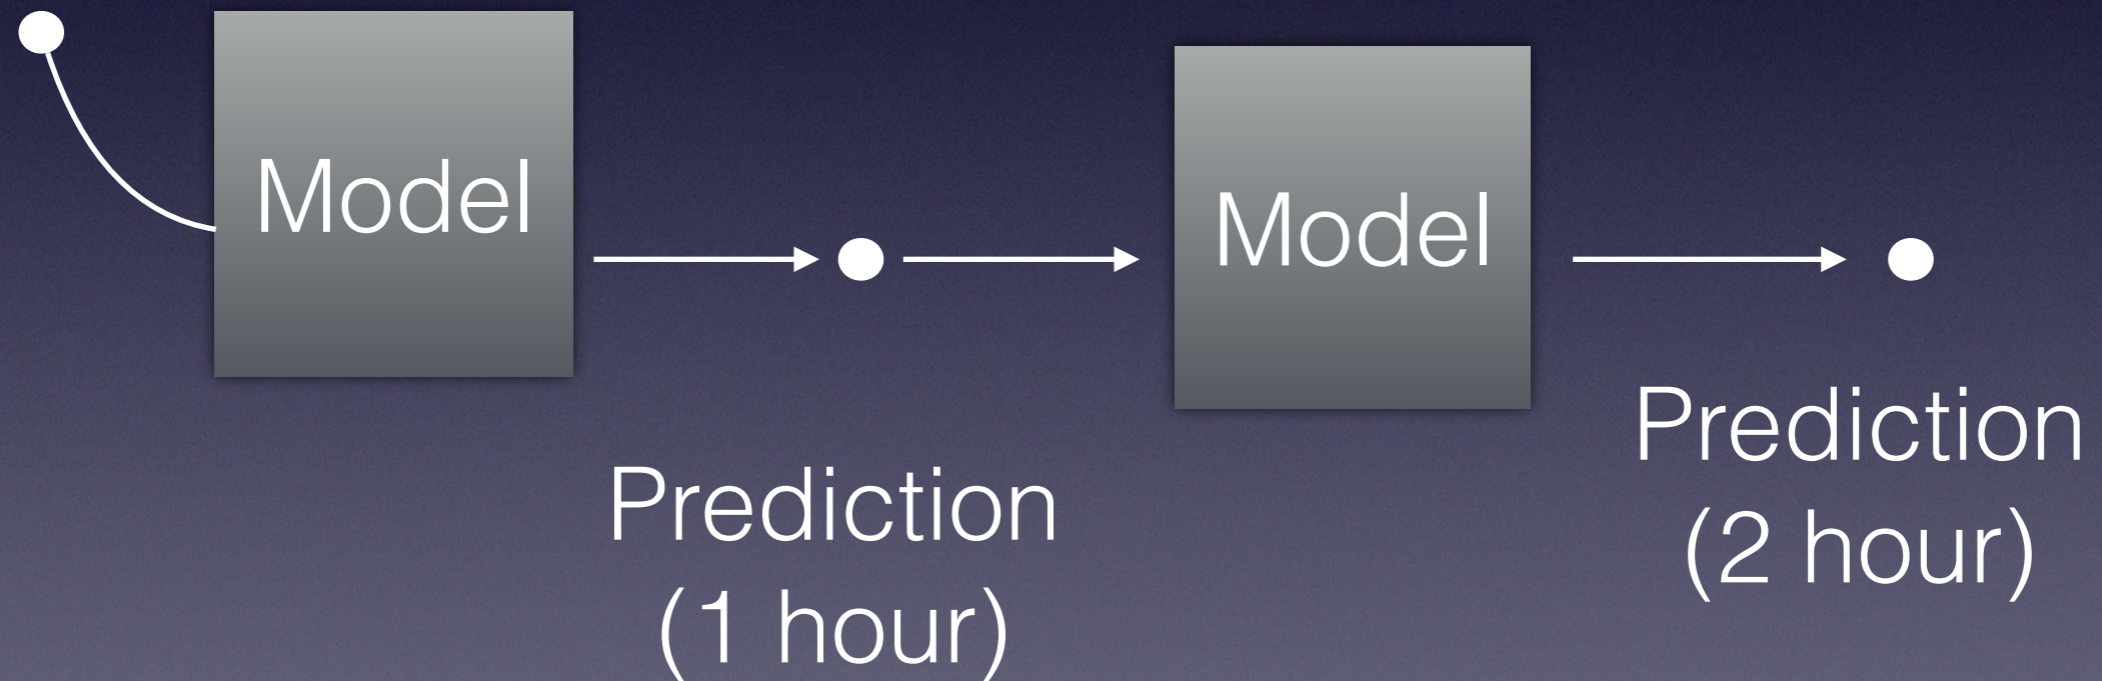 Model
Model
Prediction
(1 hour)
Prediction
(2 hour)